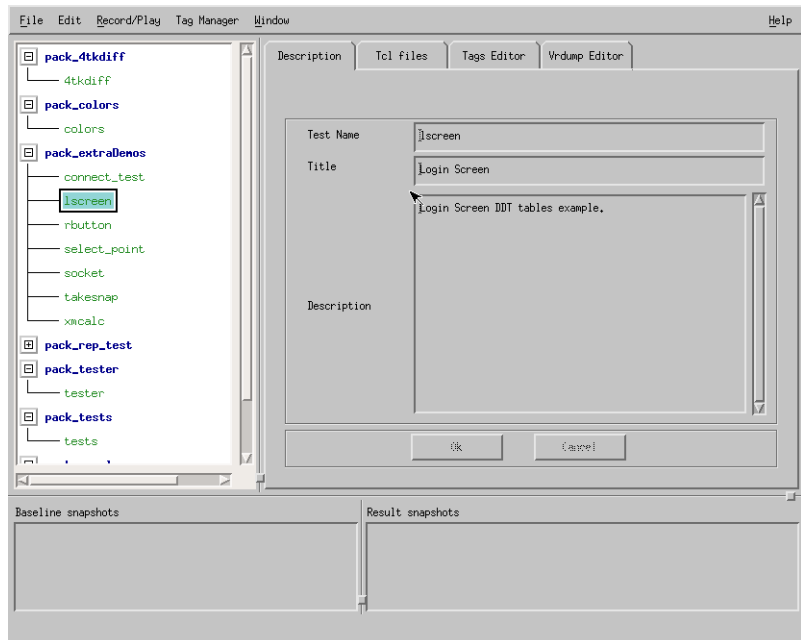 File Edit Record/Play Tag Manager Window Help
pack_4tkdiff
4tkdiff
pack_colors
colors
pack_extraDemos
connect_test
lscreen
rbutton
select_point
socket
takesnap
xmcalc
pack_rep_test
pack_tester
tester
pack_tests
tests
Description Tcl files Tags Editor Vrdump Editor
Test Name lscreen
Title Login Screen
Description Login Screen DDT tables example.
Ok Cancel
Baseline snapshots Result snapshots